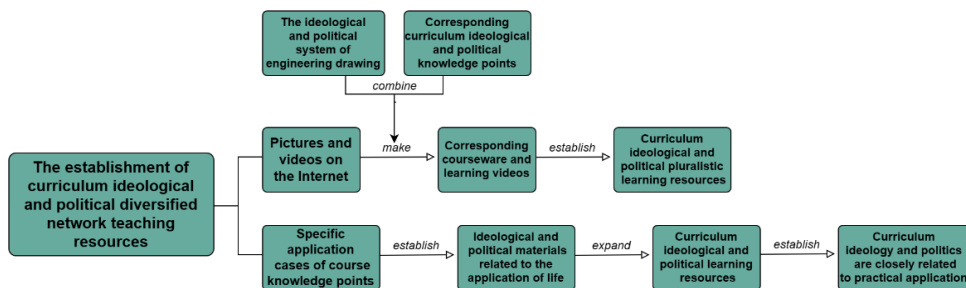 The ideological
and political
system of
engineering drawing
Corresponding
curriculum ideological
and political
knowledge points
combine
Pictures and
videos on
the Internet
make
Corresponding
courseware and
learning videos
establish
Curriculum
ideological and
political pluralistic
learning resources
The establishment of
curriculum ideological
and political diversified
network teaching
resources
Specific
application
cases of course
knowledge points
establish
Ideological and
political materials
related to the
application of life
expand
Curriculum
ideological and
political learning
resources
establish
Curriculum
ideology and politics
are closely related
to practical application